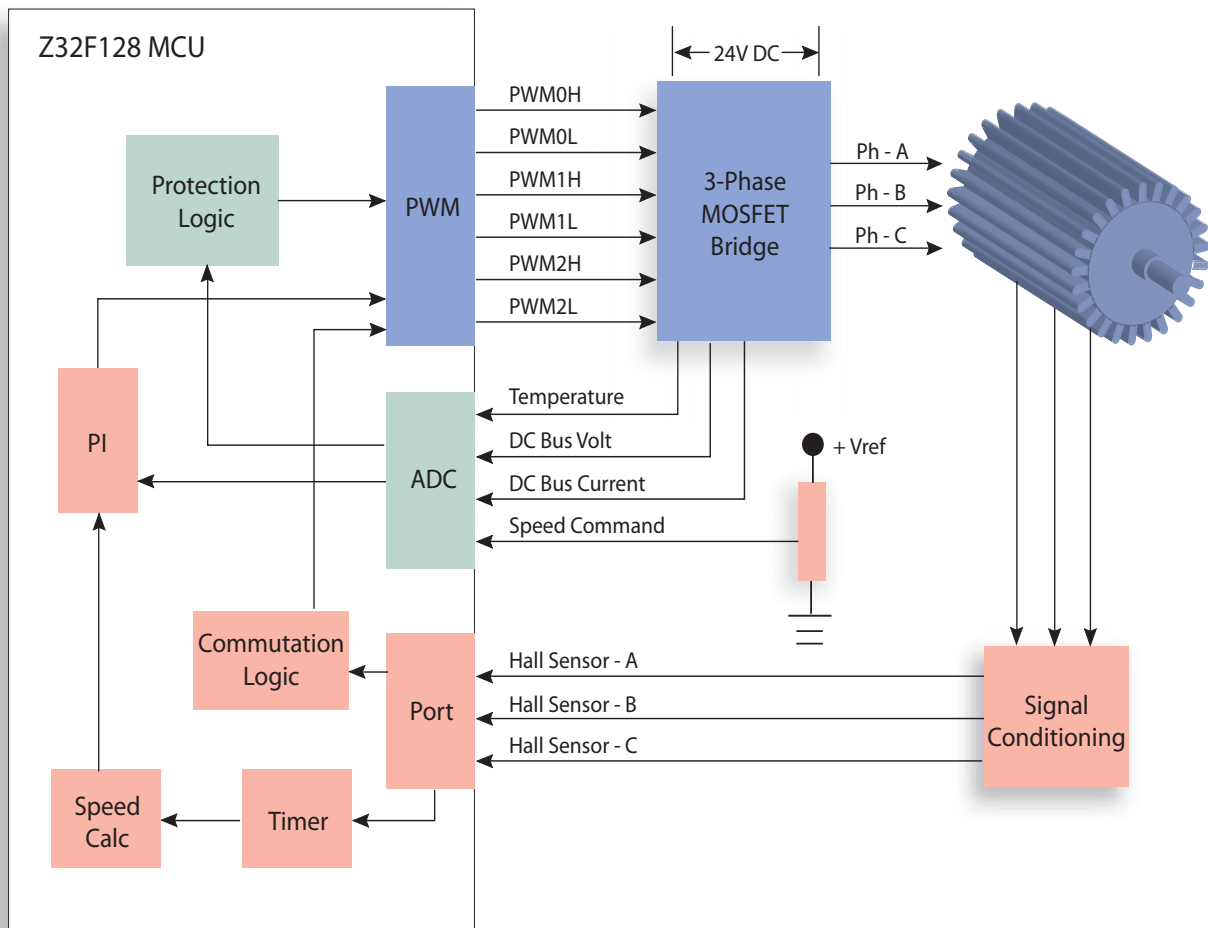 Z32F128 MCU
24V DC
PWM0H
PWM0L
PWM1H
PWM1L
PWM2H
PWM2L
Protection
Logic
PWM
3-Phase
MOSFET
Bridge
Ph - A
Ph - B
Ph - C
PI
ADC
Temperature
DC Bus Volt
DC Bus Current
Speed Command
+ Vref
Commutation
Logic
Port
Hall Sensor - A
Hall Sensor - B
Hall Sensor - C
Signal
Conditioning
Speed
Calc
Timer